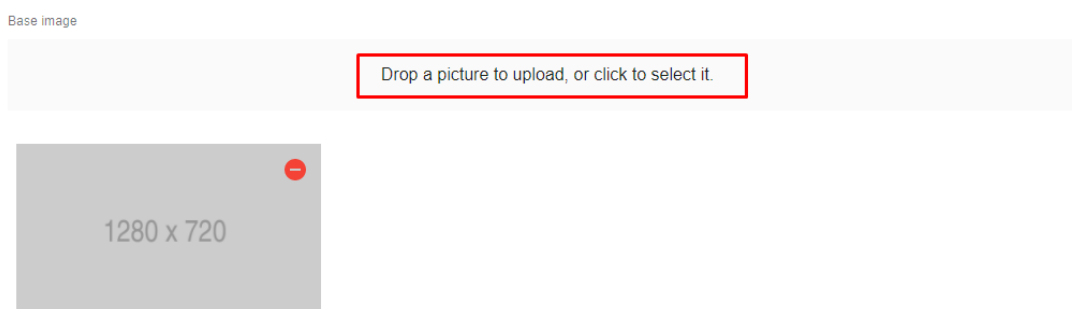 Base image
Drop a picture to upload, or click to select it.
1280 x 720